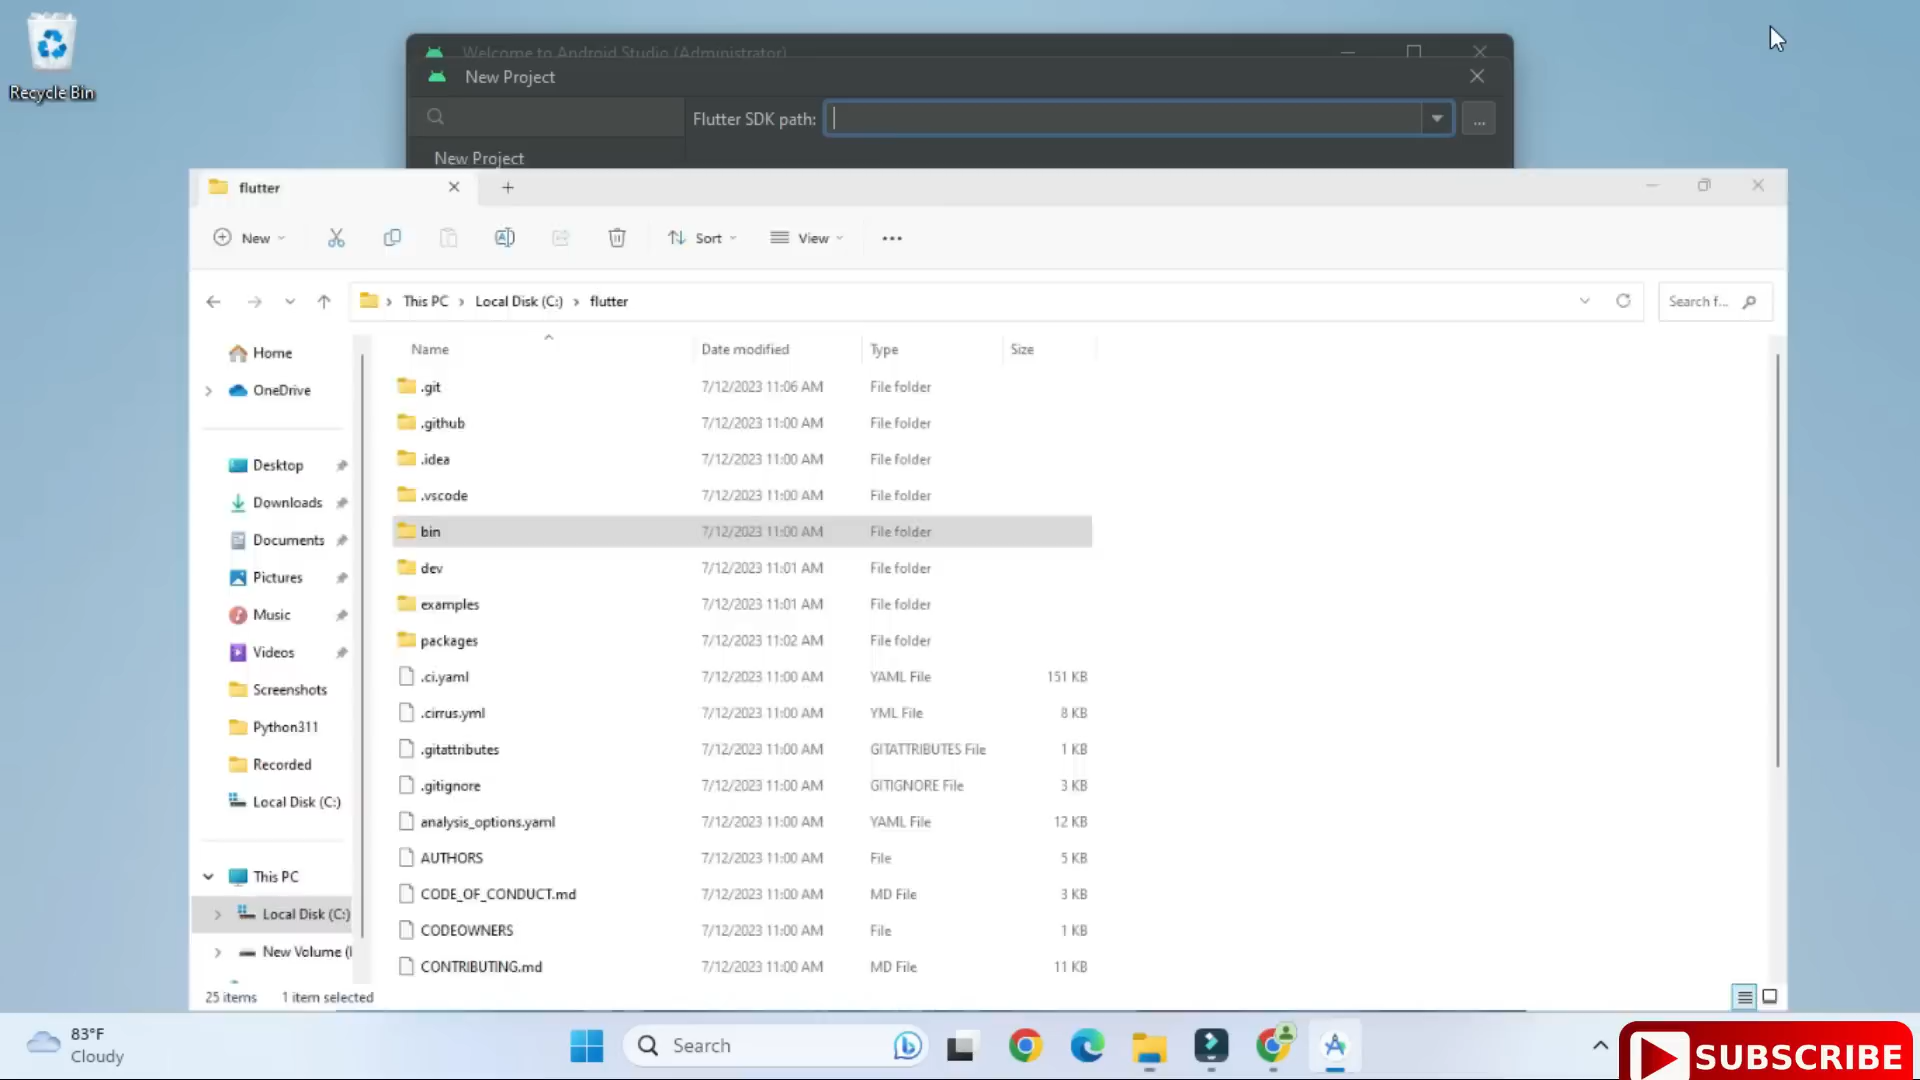 Recycle Bin
Welcome to Android Studio (Administrator)
New Project
Flutter SDK path:
...
New Project
flutter
New
Sort
View
This PC > Local Disk (C:) > flutter
Search f...
Name Date modified Type Size
.git 7/12/2023 11:06 AM File folder
.github 7/12/2023 11:00 AM File folder
.idea 7/12/2023 11:00 AM File folder
.vscode 7/12/2023 11:00 AM File folder
bin 7/12/2023 11:00 AM File folder
dev 7/12/2023 11:01 AM File folder
examples 7/12/2023 11:01 AM File folder
packages 7/12/2023 11:02 AM File folder
.ci.yaml 7/12/2023 11:00 AM YAML File 151 KB
.cirrus.yml 7/12/2023 11:00 AM YML File 8 KB
.gitattributes 7/12/2023 11:00 AM GITATTRIBUTES File 1 KB
.gitignore 7/12/2023 11:00 AM GITIGNORE File 3 KB
analysis_options.yaml 7/12/2023 11:00 AM YAML File 12 KB
AUTHORS 7/12/2023 11:00 AM File 5 KB
CODE_OF_CONDUCT.md 7/12/2023 11:00 AM MD File 3 KB
CODEOWNERS 7/12/2023 11:00 AM File 1 KB
CONTRIBUTING.md 7/12/2023 11:00 AM MD File 11 KB
Home
OneDrive
Desktop
Downloads
Documents
Pictures
Music
Videos
Screenshots
Python311
Recorded
Local Disk (C:)
This PC
Local Disk (C:)
New Volume (
25 items 1 item selected
83°F
Cloudy
Search
SUBSCRIBE